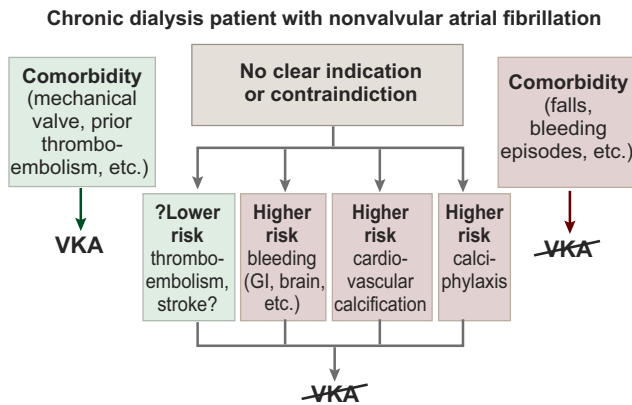 Chronic dialysis patient with nonvalvular atrial fibrillation
Comorbidity
(mechanical
valve, prior
thrombo-
embolism, etc.)
VKA
No clear indication
or contraindiction
Comorbidity
(falls,
bleeding
episodes, etc.)
VKA
?Lower
risk
thrombo-
embolism,
stroke?
Higher
risk
bleeding
(GI, brain,
etc.)
Higher
risk
cardio-
vascular
calcification
Higher
risk
calci-
phylaxis
VKA